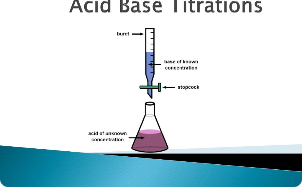 Acid Base Titrations
buret
base of known
concentration
stopcock
acid of unknown
concentration